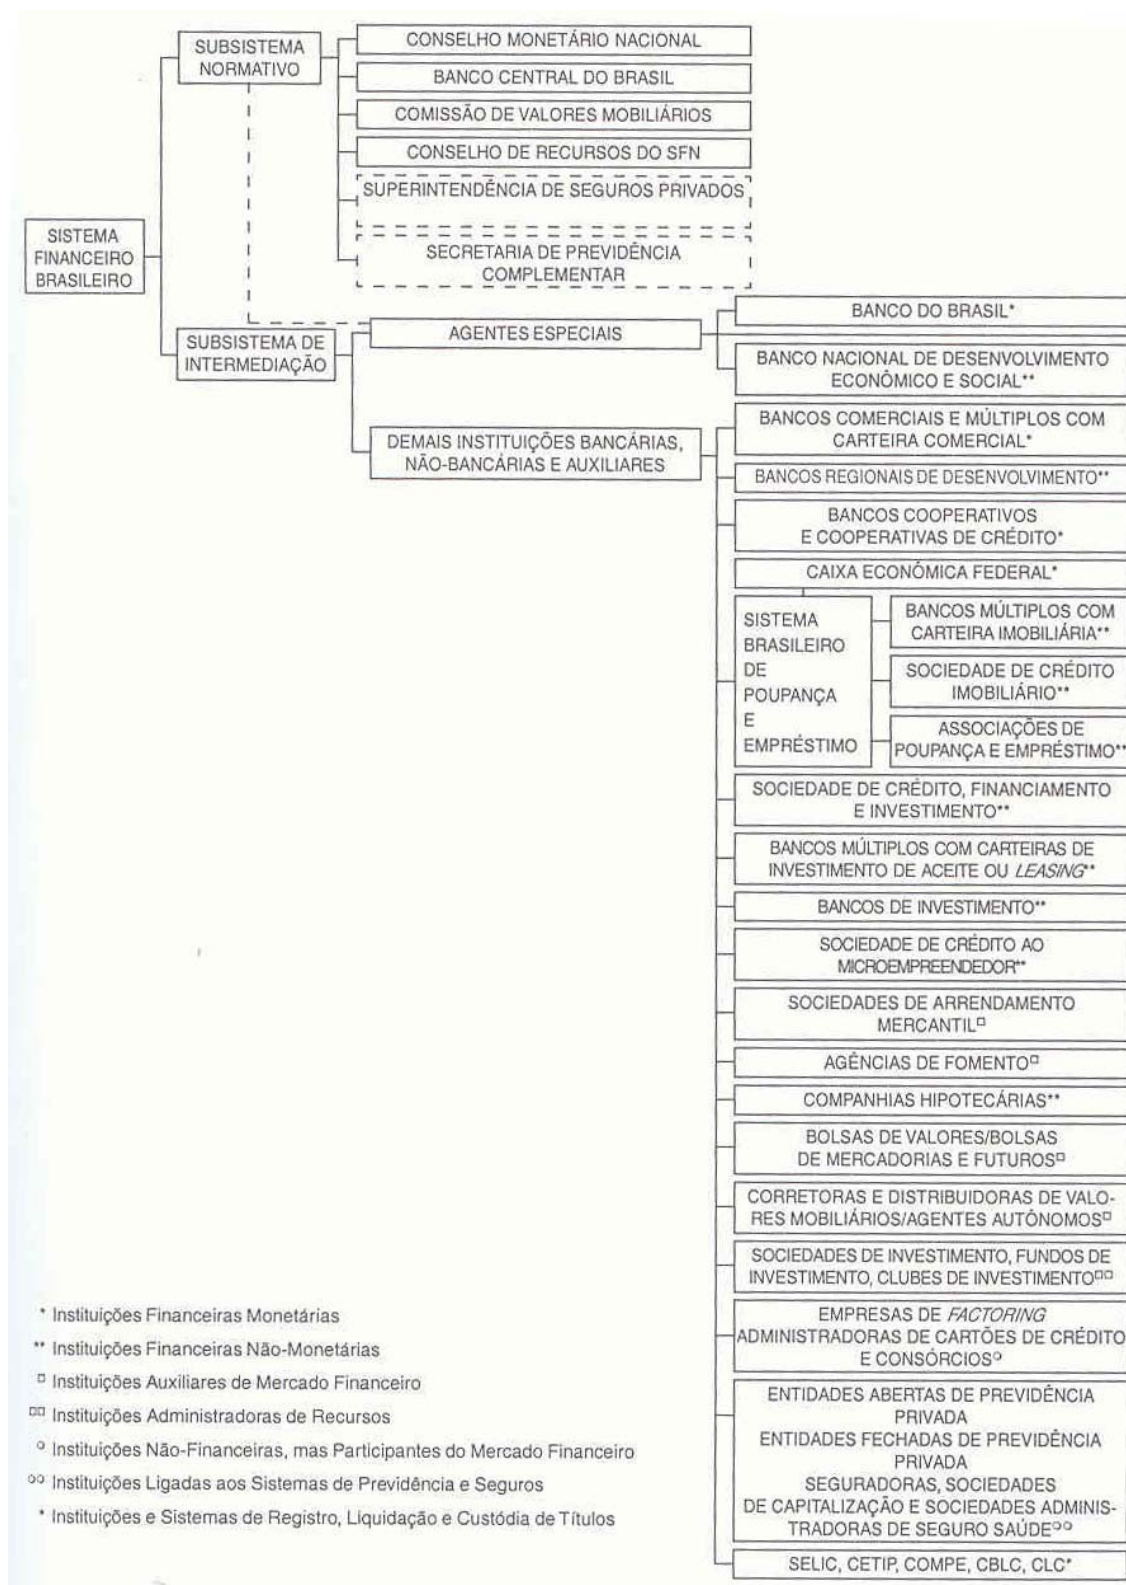 SUBSISTEMA
NORMATIVO
CONSELHO MONETÁRIO NACIONAL
BANCO CENTRAL DO BRASIL
COMISSÃO DE VALORES MOBILIÁRIOS
CONSELHO DE RECURSOS DO SFN
SUPERINTENDÊNCIA DE SEGUROS PRIVADOS
SECRETARIA DE PREVIDÊNCIA
COMPLEMENTAR
SISTEMA
FINANCEIRO
BRASILEIRO
SUBSISTEMA DE
INTERMEDIAÇÃO
AGENTES ESPECIAIS
BANCO DO BRASIL*
BANCO NACIONAL DE DESENVOLVIMENTO
ECONÔMICO E SOCIAL**
DEMAIS INSTITUIÇÕES BANCÁRIAS,
NÃO-BANCÁRIAS E AUXILIARES
BANCOS COMERCIAIS E MÚLTIPLOS COM
CARTEIRA COMERCIAL*
BANCOS REGIONAIS DE DESENVOLVIMENTO**
BANCOS COOPERATIVOS
E COOPERATIVAS DE CRÉDITO*
CAIXA ECONÔMICA FEDERAL*
SISTEMA
BRASILEIRO
DE
POUPANÇA
E
EMPRÉSTIMO
BANCOS MÚLTIPLOS COM
CARTEIRA IMOBILIÁRIA**
SOCIEDADE DE CRÉDITO
IMOBILIÁRIO**
ASSOCIAÇÕES DE
POUPANÇA E EMPRÉSTIMO**
SOCIEDADE DE CRÉDITO, FINANCIAMENTO
E INVESTIMENTO**
BANCOS MÚLTIPLOS COM CARTEIRAS DE
INVESTIMENTO DE ACEITE OU LEASING**
BANCOS DE INVESTIMENTO**
SOCIEDADE DE CRÉDITO AO
MICROEMPREENDEDOR**
SOCIEDADES DE ARRENDAMENTO
MERCANTIL□
AGÊNCIAS DE FOMENTO□
COMPANHIAS HIPOTECÁRIAS**
BOLSAS DE VALORES/BOLSAS
DE MERCADORIAS E FUTUROS□
CORRETORAS E DISTRIBUIDORAS DE VALO-
RES MOBILIÁRIOS/AGENTES AUTÔNOMOS□
SOCIEDADES DE INVESTIMENTO, FUNDOS DE
INVESTIMENTO, CLUBES DE INVESTIMENTO□□
EMPRESAS DE FACTORING
ADMINISTRADORAS DE CARTÕES DE CRÉDITO
E CONSÓRCIOS○
ENTIDADES ABERTAS DE PREVIDÊNCIA
PRIVADA
ENTIDADES FECHADAS DE PREVIDÊNCIA
PRIVADA
SEGURADORAS, SOCIEDADES
DE CAPITALIZAÇÃO E SOCIEDADES ADMINIS-
TRADORAS DE SEGURO SAÚDE○○
SELIC, CETIP, COMPE, CBLC, CLC*
* Instituições Financeiras Monetárias
** Instituições Financeiras Não-Monetárias
□ Instituições Auxiliares de Mercado Financeiro
□□ Instituições Administradoras de Recursos
○ Instituições Não-Financeiras, mas Participantes do Mercado Financeiro
○○ Instituições Ligadas aos Sistemas de Previdência e Seguros
* Instituições e Sistemas de Registro, Liquidação e Custódia de Títulos